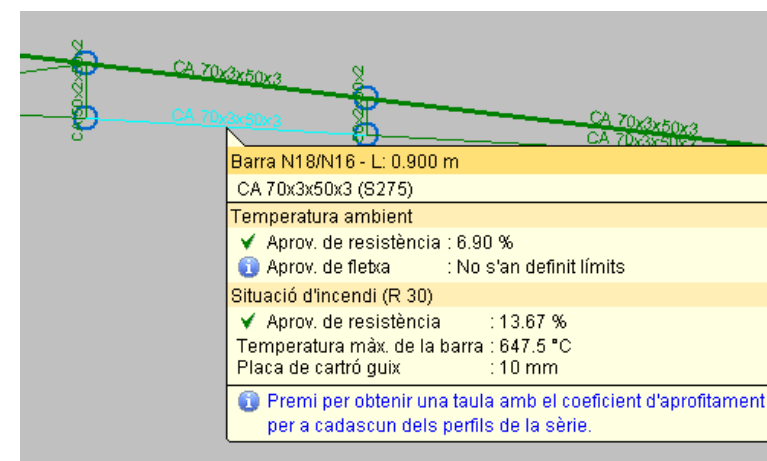 CA 70x3x50x3
CA 70x3x50x3
CA 70x3x50x3
CA 70x3x50x3
Barra N18/N16 - L: 0.900 m
CA 70x3x50x3 (S275)
Temperatura ambient
Aprov. de resistència : 6.90 %
Aprov. de fletxa : No s'an definit límits
Situació d'incendi (R 30)
Aprov. de resistència : 13.67 %
Temperatura màx. de la barra : 647.5 °C
Placa de cartró guix : 10 mm
Premi per obtenir una taula amb el coeficient d'aprofitament
per a cadascun dels perfils de la sèrie.